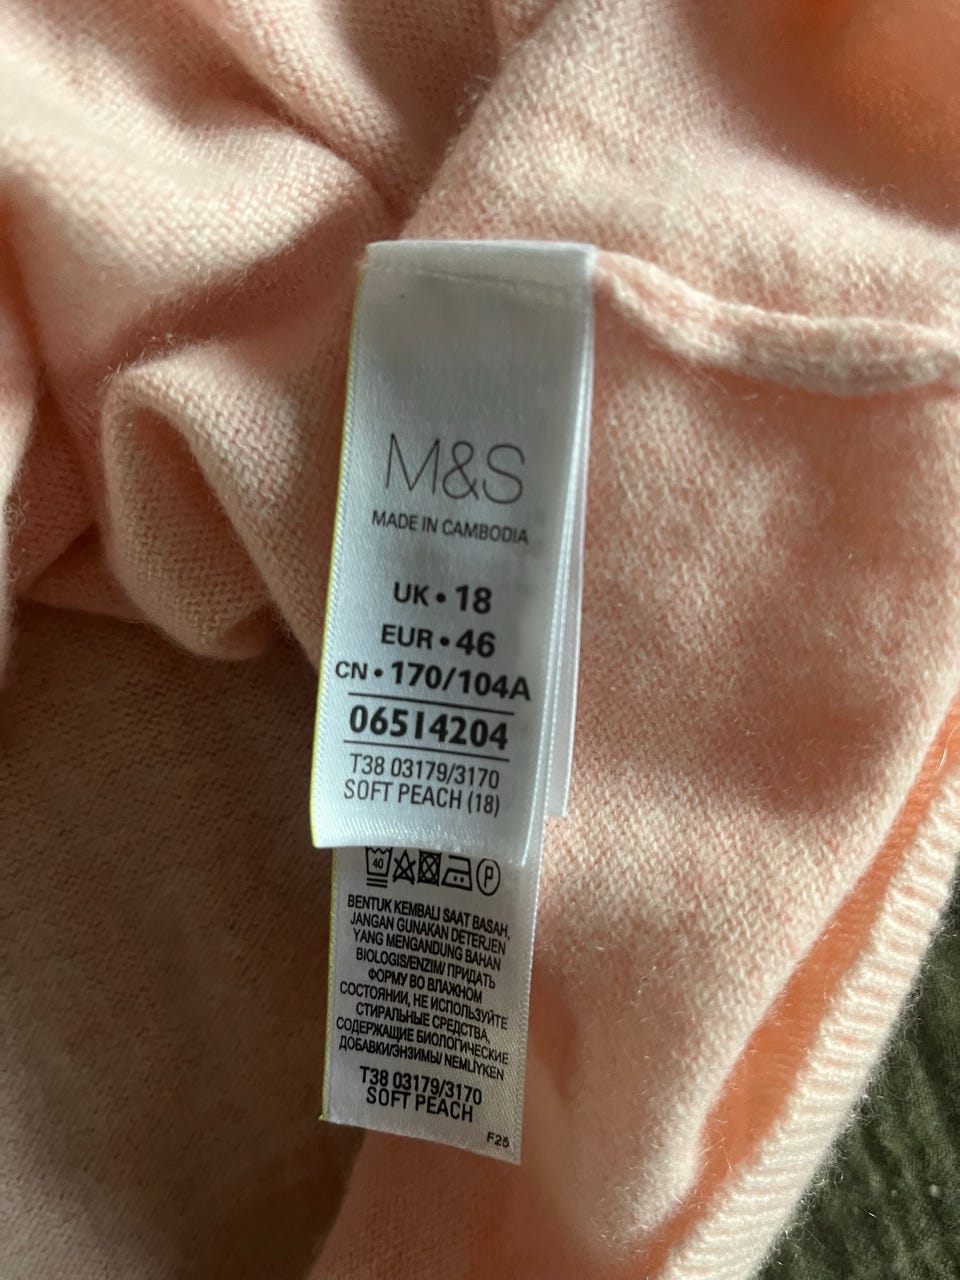 M&S
MADE IN CAMBODIA
UK • 18
EUR • 46
CN • 170/104A
06514204
T38 03179/3170
SOFT PEACH (18)
40
P
BENTUK KEMBALI SAAT BASAH,
JANGAN GUNAKAN DETERJEN
YANG MENGANDUNG BAHAN
BIOLOGIS/ENZIM/ ПРИДАТЬ
ФОРМУ ВО ВЛАЖНОМ
СОСТОЯНИИ, НЕ ИСПОЛЬЗУЙТЕ
СТИРАЛЬНЫЕ СРЕДСТВА,
СОДЕРЖАЩИЕ БИОЛОГИЧЕСКИЕ
ДОБАВКИ/ЭНЗИМЫ/ NEMLIYKEN
T38 03179/3170
SOFT PEACH
F25